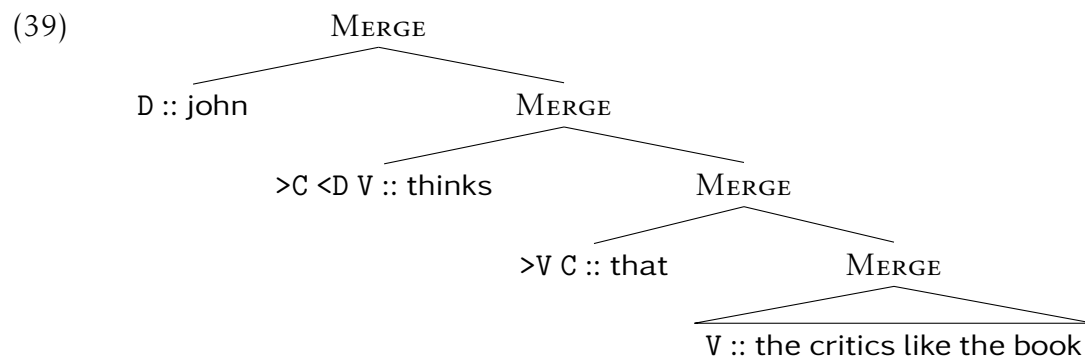 (39) MERGE
D :: john MERGE
>C <D V :: thinks MERGE
>V C :: that MERGE
V :: the critics like the book